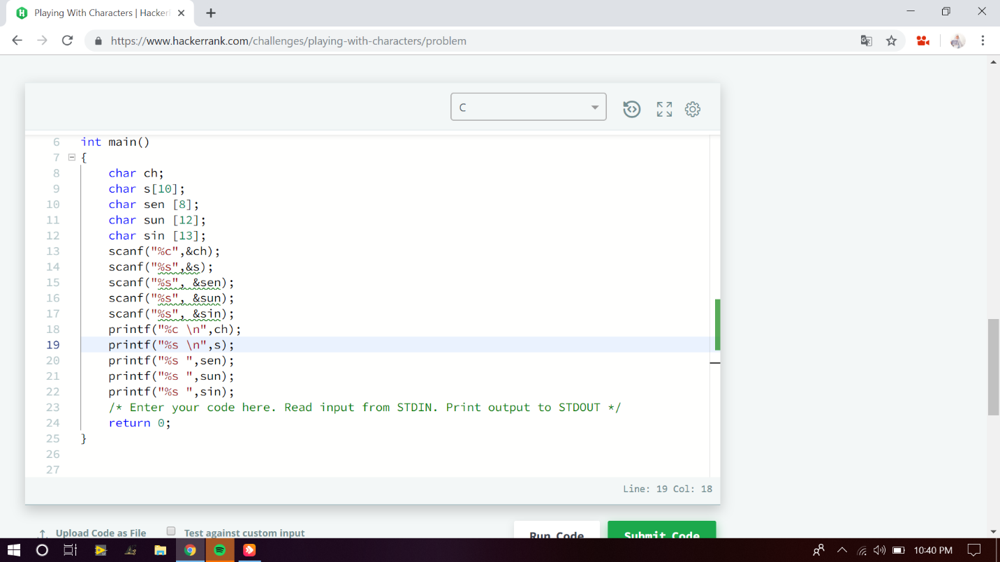 Playing With Characters | Hacker
https://www.hackerrank.com/challenges/playing-with-characters/problem
C
6 int main()
7 {
8 char ch;
9 char s[10];
10 char sen [8];
11 char sun [12];
12 char sin [13];
13 scanf("%c",&ch);
14 scanf("%s",&s);
15 scanf("%s", &sen);
16 scanf("%s", &sun);
17 scanf("%s", &sin);
18 printf("%c \n",ch);
19 printf("%s \n",s);
20 printf("%s ",sen);
21 printf("%s ",sun);
22 printf("%s ",sin);
23 /* Enter your code here. Read input from STDIN. Print output to STDOUT */
24 return 0;
25 }
26
27
Line: 19 Col: 18
Upload Code as File Test against custom input Run Code Submit Code
10:40 PM